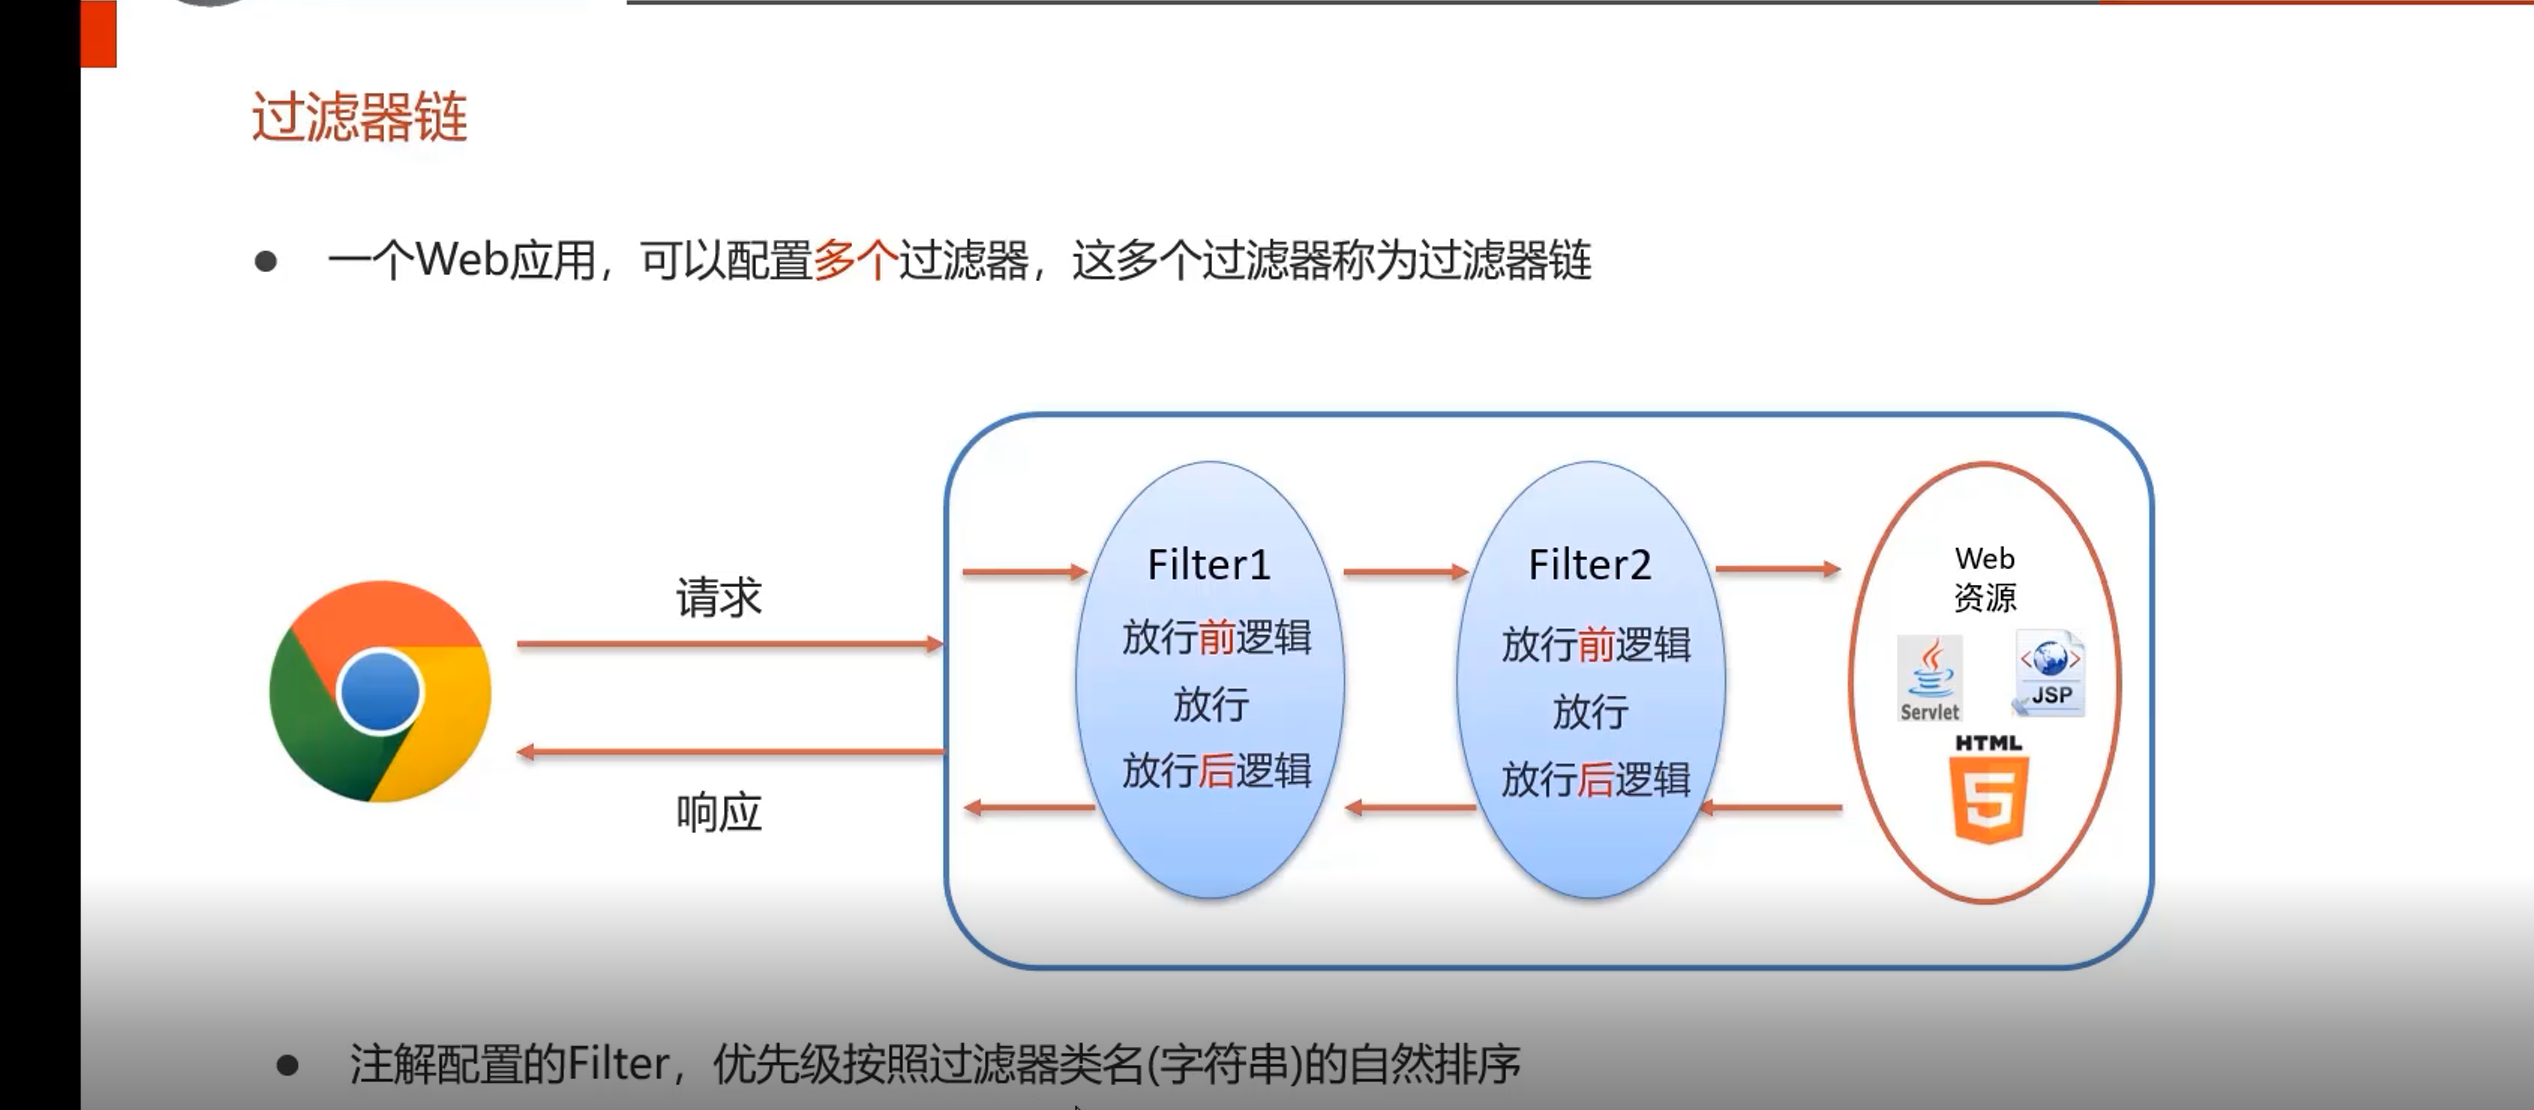 过滤器链
一个Web应用，可以配置多个过滤器，这多个过滤器称为过滤器链
请求
响应
Filter1
放行前逻辑
放行
放行后逻辑
Filter2
放行前逻辑
放行
放行后逻辑
Web
资源
Servlet
JSP
HTML
5
注解配置的Filter，优先级按照过滤器类名(字符串)的自然排序